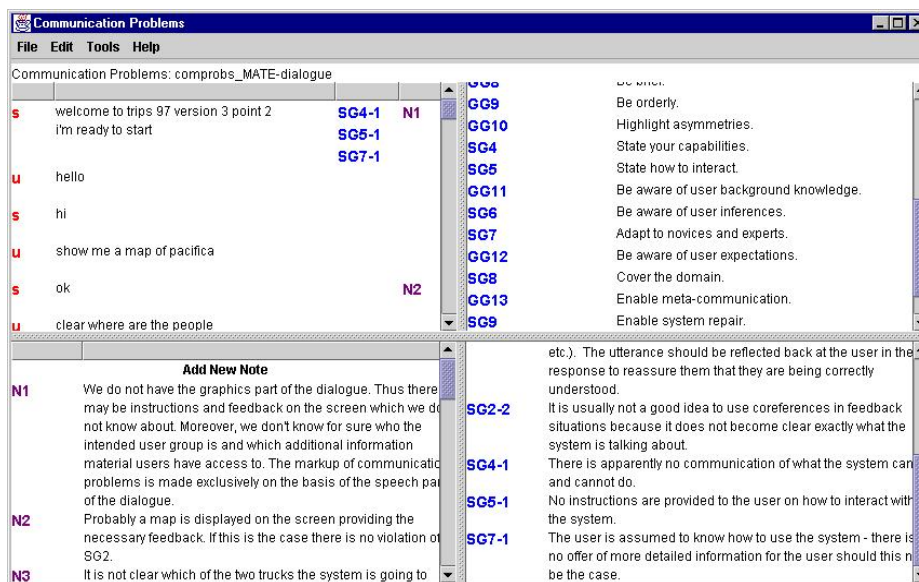 Communication Problems
File Edit Tools Help
Communication Problems: comprobs_MATE-dialogue
s welcome to trips 97 version 3 point 2 SG4-1 N1
i'm ready to start SG5-1
SG7-1
u hello
s hi
u show me a map of pacifica
s ok N2
u clear where are the people
GG8 Be brief.
GG9 Be orderly.
GG10 Highlight asymmetries.
SG4 State your capabilities.
SG5 State how to interact.
GG11 Be aware of user background knowledge.
SG6 Be aware of user inferences.
SG7 Adapt to novices and experts.
GG12 Be aware of user expectations.
SG8 Cover the domain.
GG13 Enable meta-communication.
SG9 Enable system repair.
Add New Note
N1 We do not have the graphics part of the dialogue. Thus there
may be instructions and feedback on the screen which we do
not know about. Moreover, we don't know for sure who the
intended user group is and which additional information
material users have access to. The markup of communicatio
problems is made exclusively on the basis of the speech par
of the dialogue.
N2 Probably a map is displayed on the screen providing the
necessary feedback. If this is the case there is no violation of
SG2.
N3 It is not clear which of the two trucks the system is going to
etc.). The utterance should be reflected back at the user in the
response to reassure them that they are being correctly
understood.
SG2-2 It is usually not a good idea to use coreferences in feedback
situations because it does not become clear exactly what the
system is talking about.
SG4-1 There is apparently no communication of what the system can
and cannot do.
SG5-1 No instructions are provided to the user on how to interact with
the system.
SG7-1 The user is assumed to know how to use the system - there is
no offer of more detailed information for the user should this n
be the case.